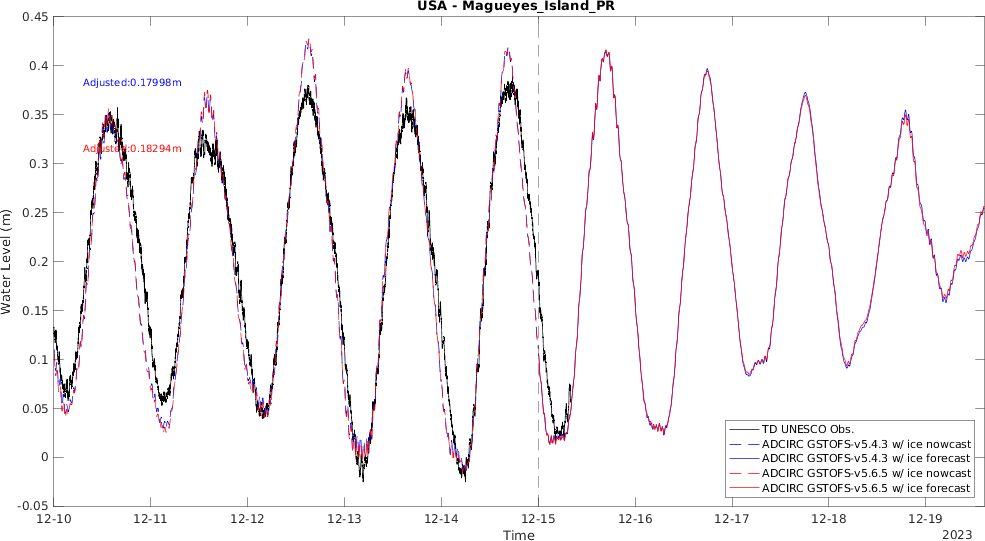 USA - Magueyes_Island_PR
0.45
0.4
Adjusted:0.17998m
0.35
Adjusted:0.18294m
0.3
0.25
Water Level (m)
0.2
0.15
0.1
0.05
0
-0.05
TD UNESCO Obs.
ADCIRC GSTOFS-v5.4.3 w/ ice nowcast
ADCIRC GSTOFS-v5.4.3 w/ ice forecast
ADCIRC GSTOFS-v5.6.5 w/ ice nowcast
ADCIRC GSTOFS-v5.6.5 w/ ice forecast
12-10 12-11 12-12 12-13 12-14 12-15 12-16 12-17 12-18 12-19
Time
2023